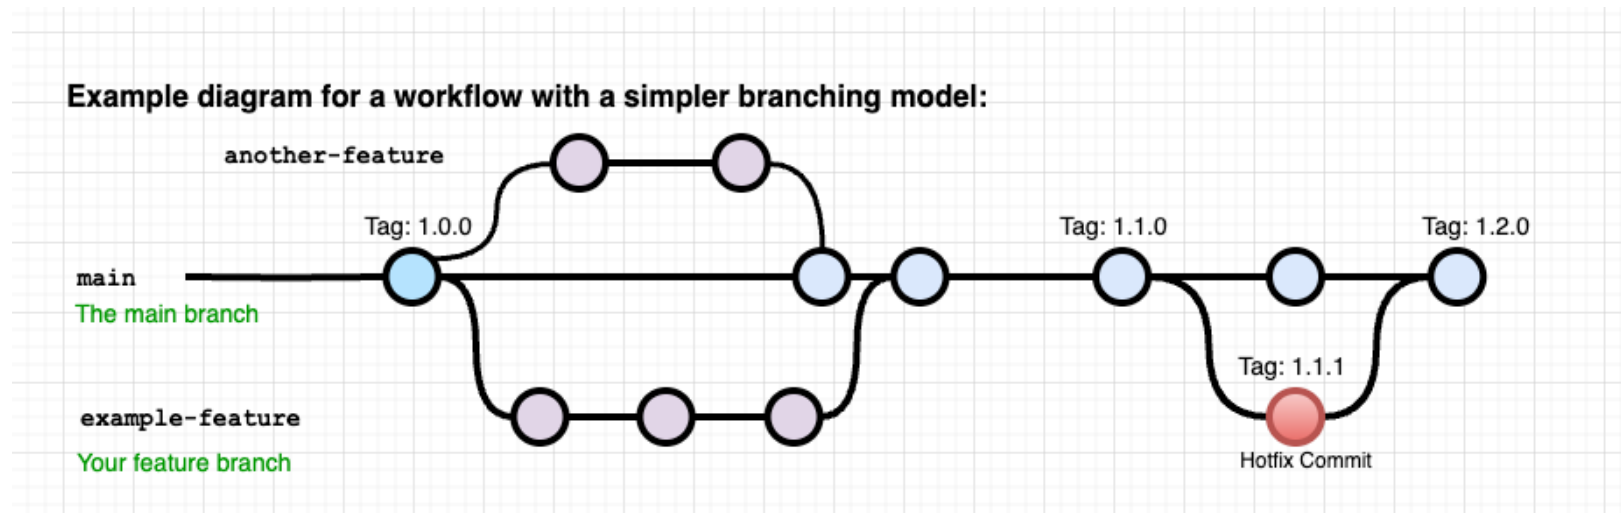 Example diagram for a workflow with a simpler branching model:
another-feature
Tag: 1.0.0
Tag: 1.1.0
Tag: 1.2.0
main
The main branch
Tag: 1.1.1
example-feature
Hotfix Commit
Your feature branch